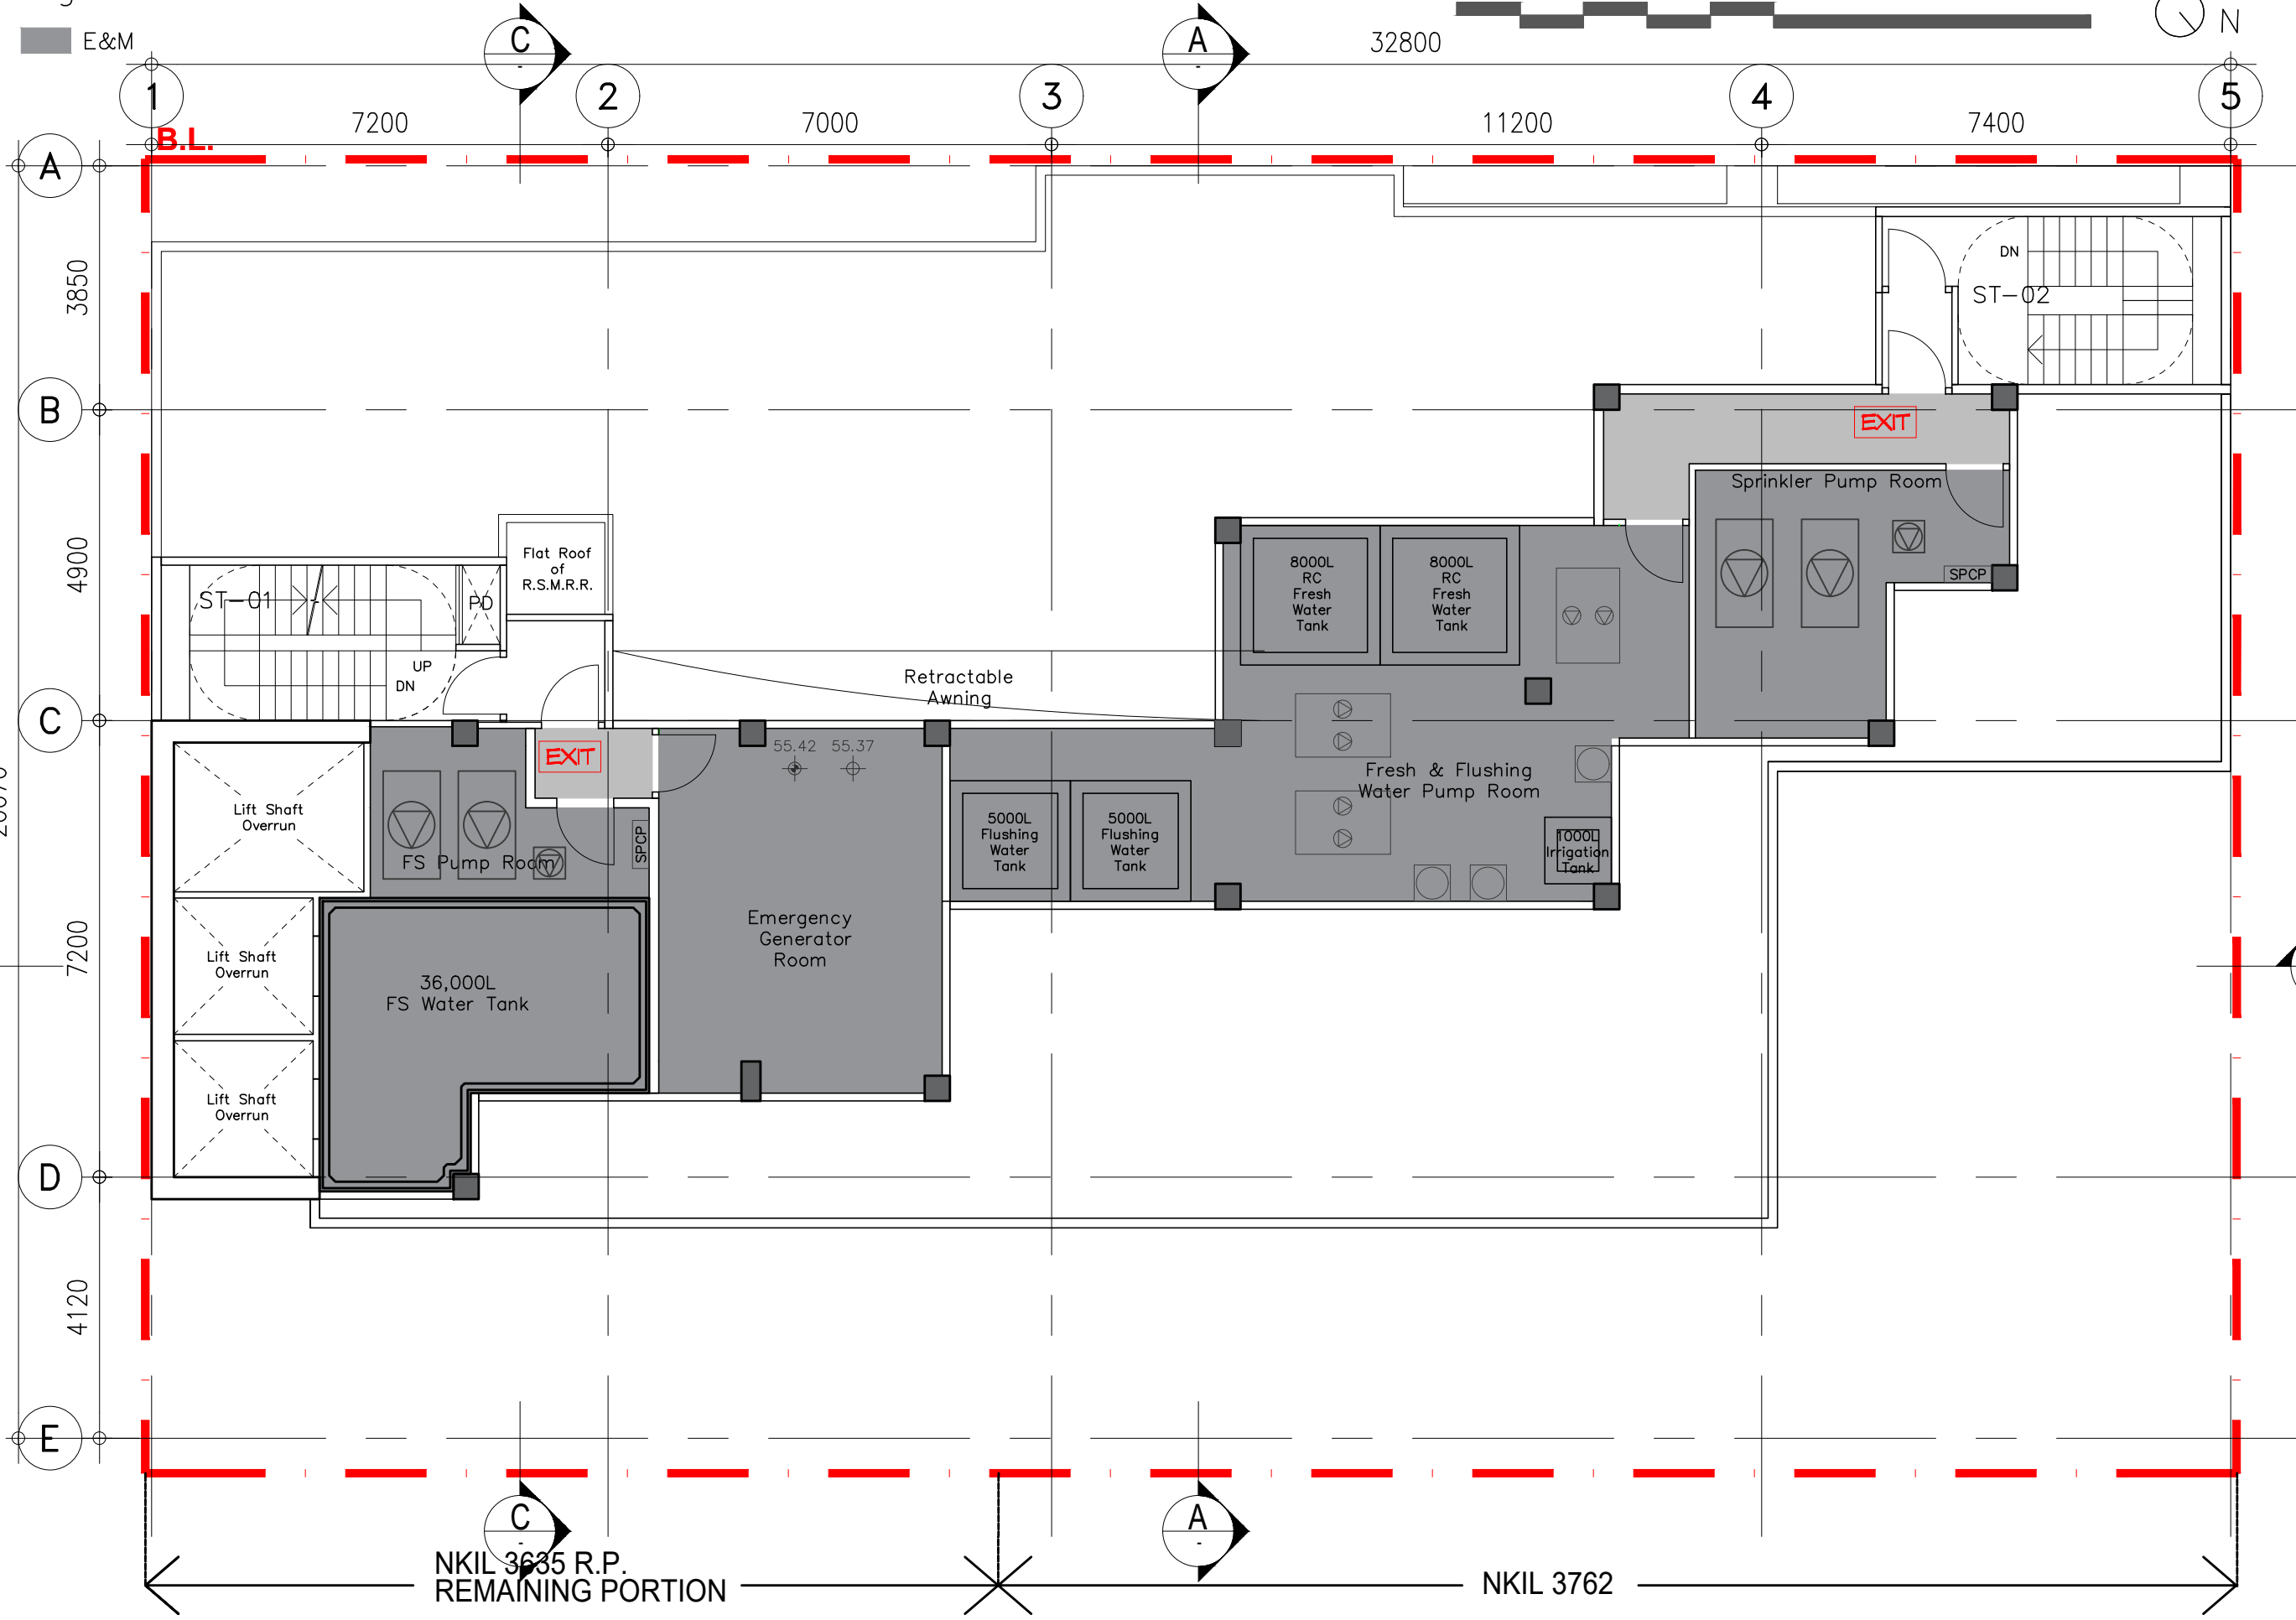 E&M
C
-
A
-
32800
N
1
2
3
4
5
7200
7000
11200
7400
B.L.
A
3850
DN
ST-02
B
EXIT
Sprinkler Pump Room
4900
Flat Roof
of
R.S.M.R.R.
8000L
RC
Fresh
Water
Tank
8000L
RC
Fresh
Water
Tank
SPCP
ST-01
PD
UP
DN
Retractable
Awning
C
EXIT
55.42
55.37
Fresh & Flushing
Water Pump Room
Lift Shaft
Overrun
FS Pump Room
SPCP
5000L
Flushing
Water
Tank
5000L
Flushing
Water
Tank
1000L
Irrigation
Tank
Emergency
Generator
Room
7200
Lift Shaft
Overrun
36,000L
FS Water Tank
Lift Shaft
Overrun
D
4120
E
C
-
A
-
NKIL 3635 R.P.
REMAINING PORTION
NKIL 3762